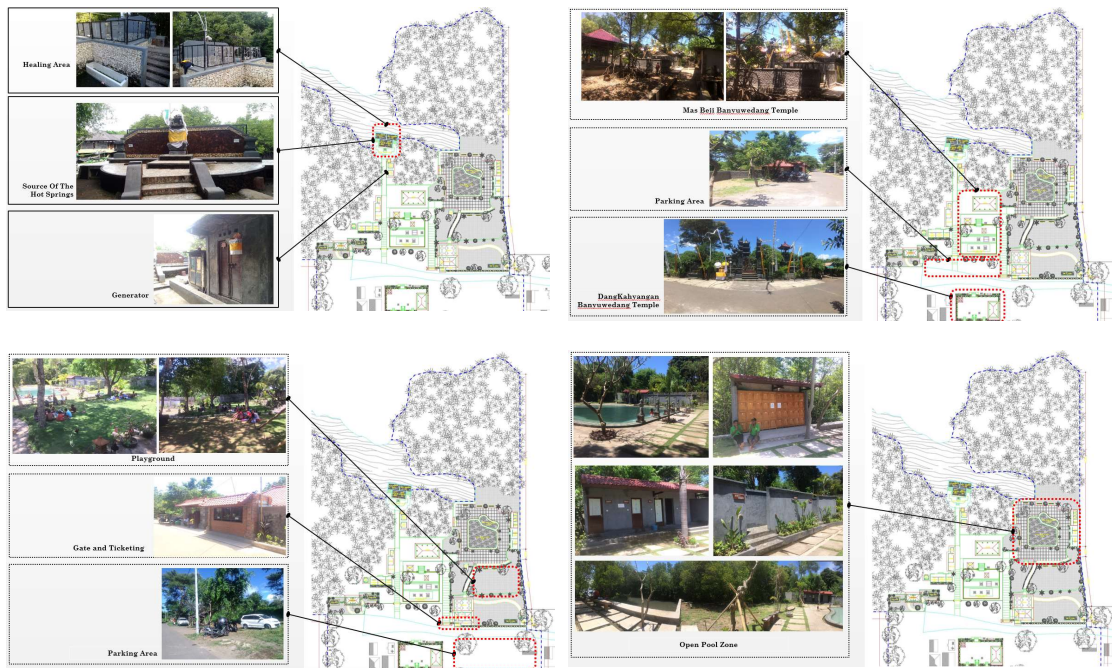 Healing Area
Source Of The
Hot Springs
Generator
Mas Beji Banyuwedang Temple
Parking Area
DangKahyangan
Banyuwedang Temple
Playground
Gate and Ticketing
Parking Area
Open Pool Zone